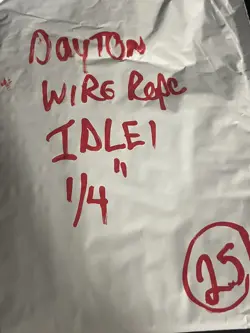 DAYTON
WIRE Rope
IDLE1
1/4"
25